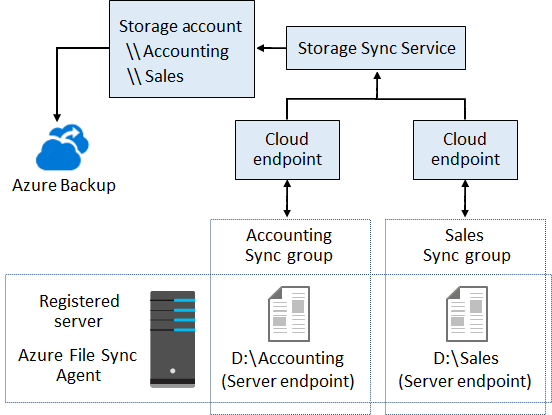 Storage account
\\ Accounting
\\ Sales
Storage Sync Service
Azure Backup
Cloud
endpoint
Cloud
endpoint
Accounting
Sync group
Sales
Sync group
Registered
server
Azure File Sync
Agent
D:\Accounting
(Server endpoint)
D:\Sales
(Server endpoint)